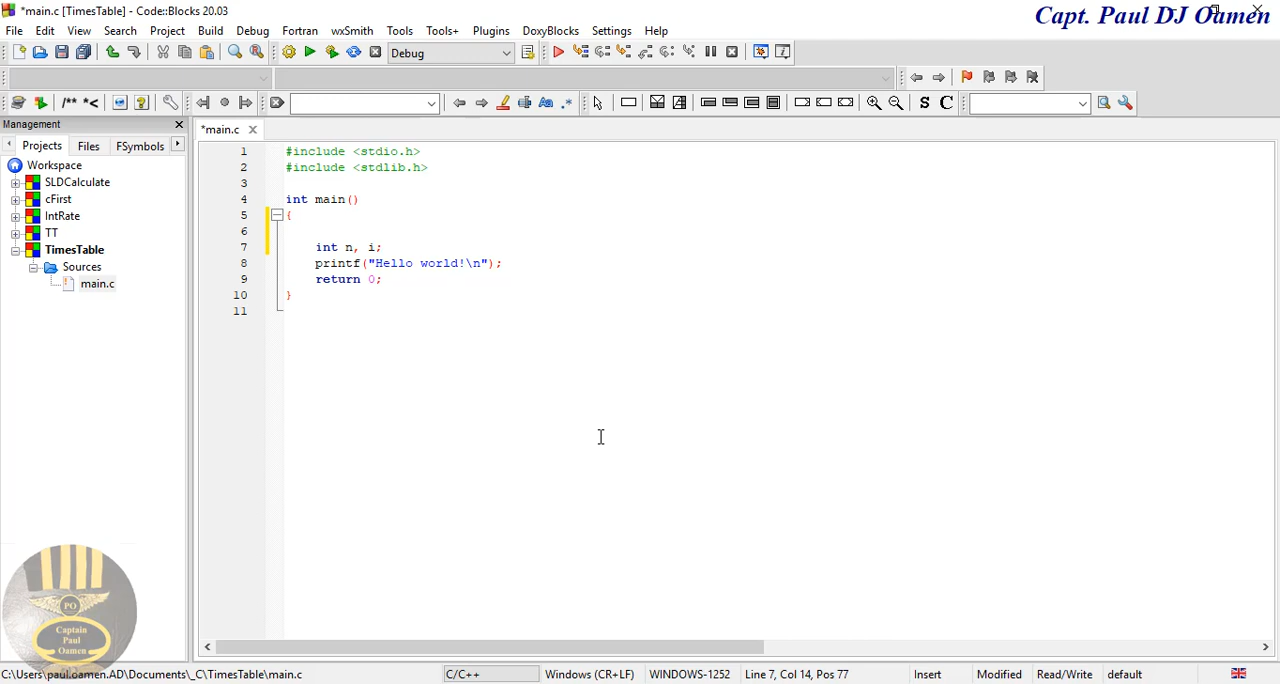 *main.c [TimesTable] - Code::Blocks 20.03
Capt. Paul DJ Oamen
File Edit View Search Project Build Debug Fortran wxSmith Tools Tools+ Plugins DoxyBlocks Settings Help
Debug
/** *<
S C
Management
Projects Files FSymbols
*main.c
Workspace
SLDCalculate
cFirst
IntRate
TT
TimesTable
Sources
main.c
1 #include <stdio.h>
2 #include <stdlib.h>
3
4 int main()
5 {
6
7 int n, i;
8 printf("Hello world!\n");
9 return 0;
10 }
11
PO
Captain
Paul
Oamen
C:\Users\paul.oamen.AD\Documents\_C\TimesTable\main.c C/C++ Windows (CR+LF) WINDOWS-1252 Line 7, Col 14, Pos 77 Insert Modified Read/Write default